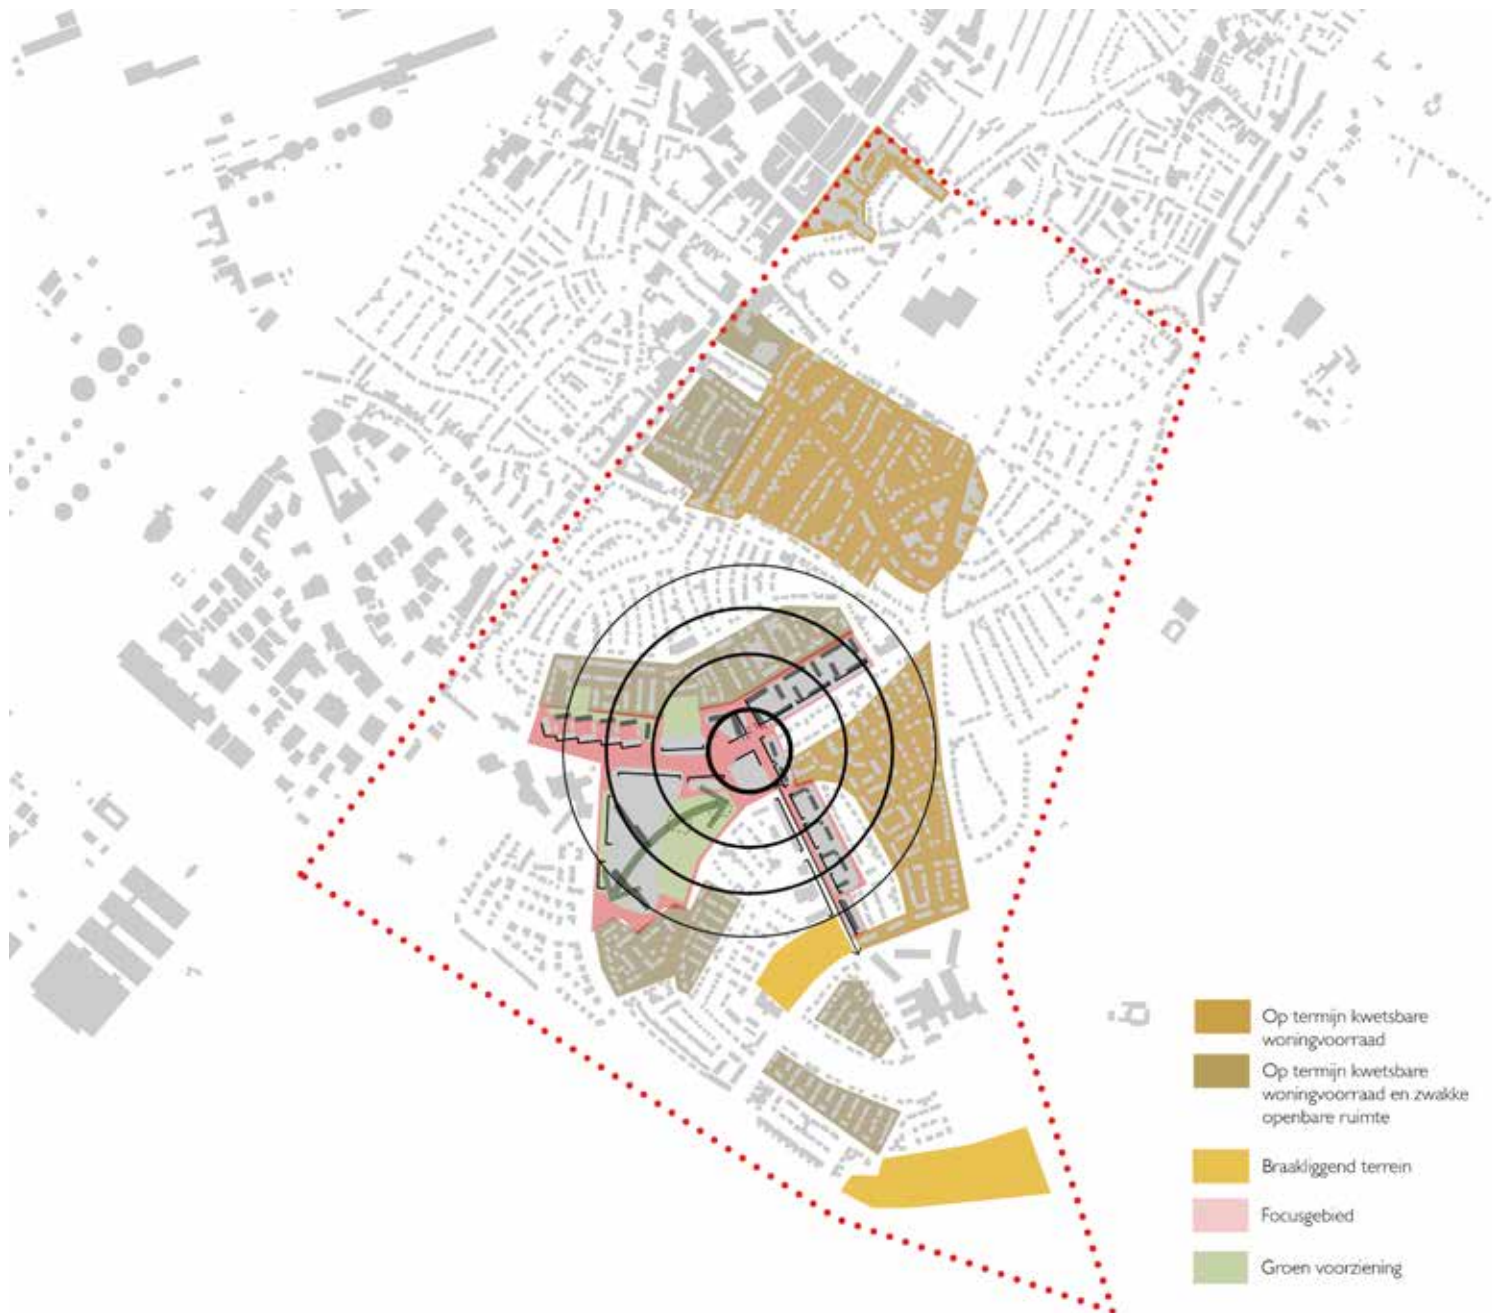 Op termijn kwetsbare
woningvoorraad
Op termijn kwetsbare
woningvoorraad en zwakke
openbare ruimte
Braakliggend terrein
Focusgebied
Groen voorziening